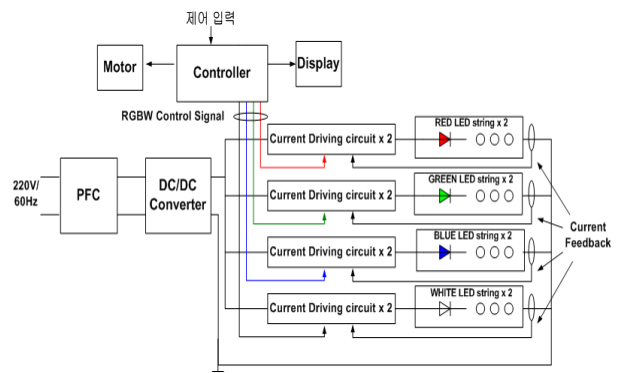 제어 입력
Motor
Controller
Display
RGBW Control Signal
RED LED string x 2
Current Driving circuit x 2
GREEN LED string x 2
Current Driving circuit x 2
220V/
60Hz
PFC
DC/DC
Converter
BLUE LED string x 2
Current Driving circuit x 2
Current
Feedback
WHITE LED string x 2
Current Driving circuit x 2